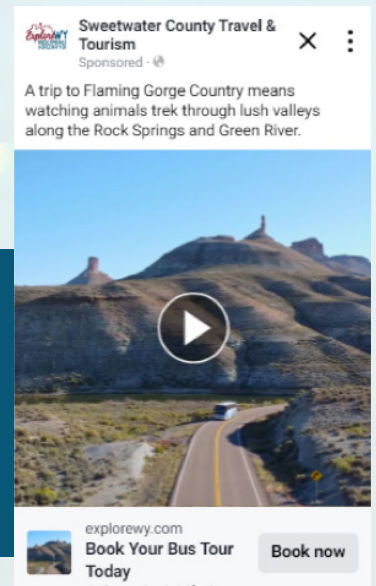 Sweetwater County Travel &
Tourism
Sponsored ·
A trip to Flaming Gorge Country means
watching animals trek through lush valleys
along the Rock Springs and Green River.
explorewy.com
Book Your Bus Tour
Today
Book now